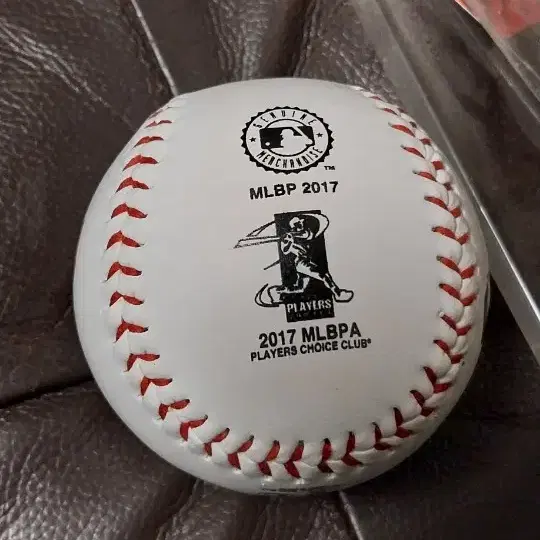 GENUINE
MERCHANDISE
™
MLBP 2017
PLAYERS
2017 MLBPA
PLAYERS CHOICE CLUB®